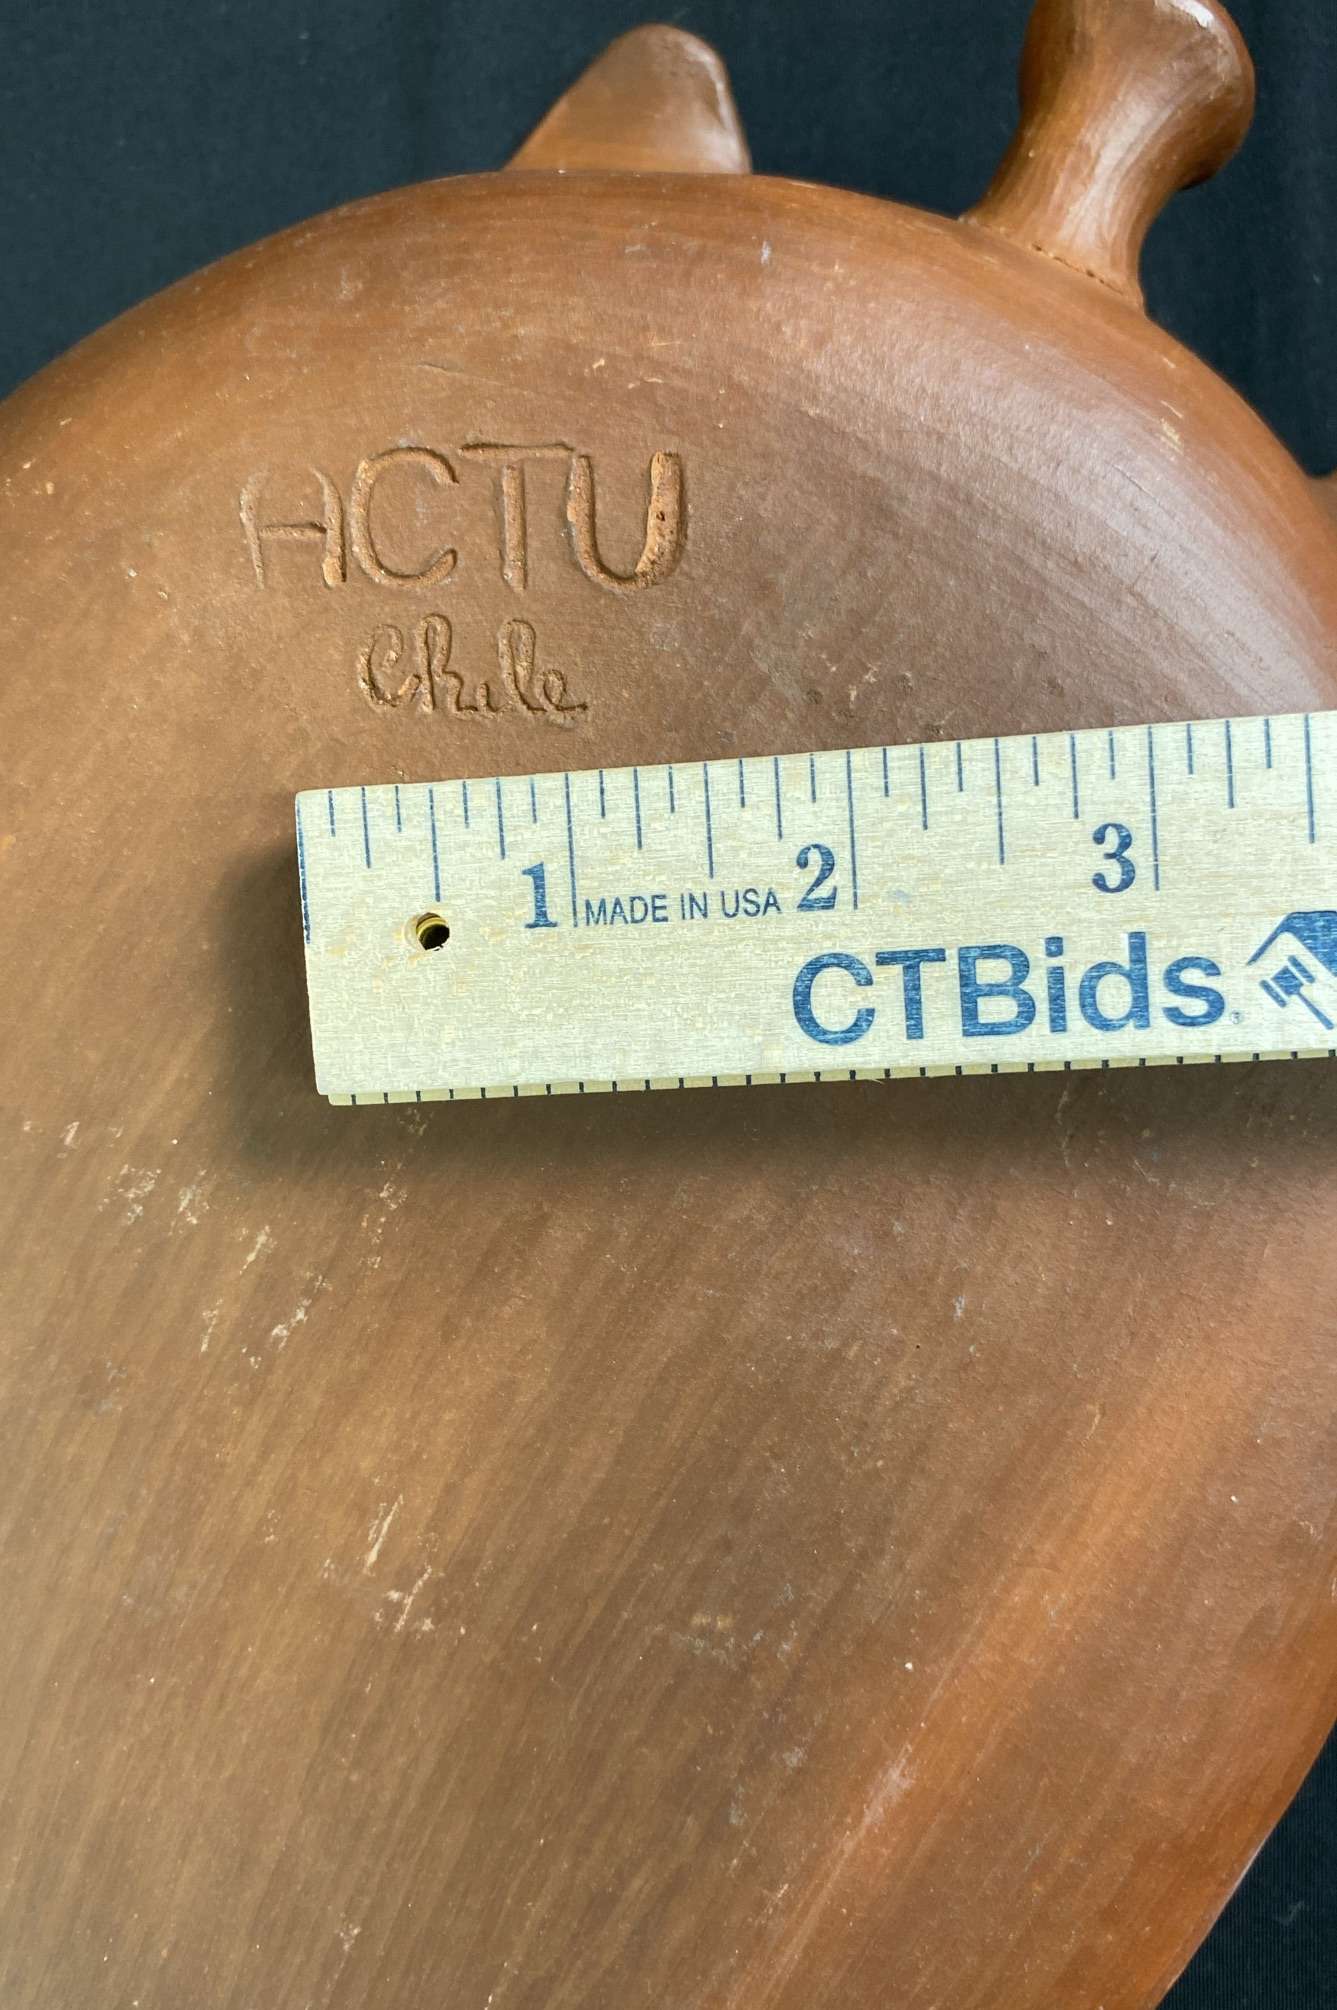 ACTU
Chile
1 MADE IN USA 2 3
CTBids®